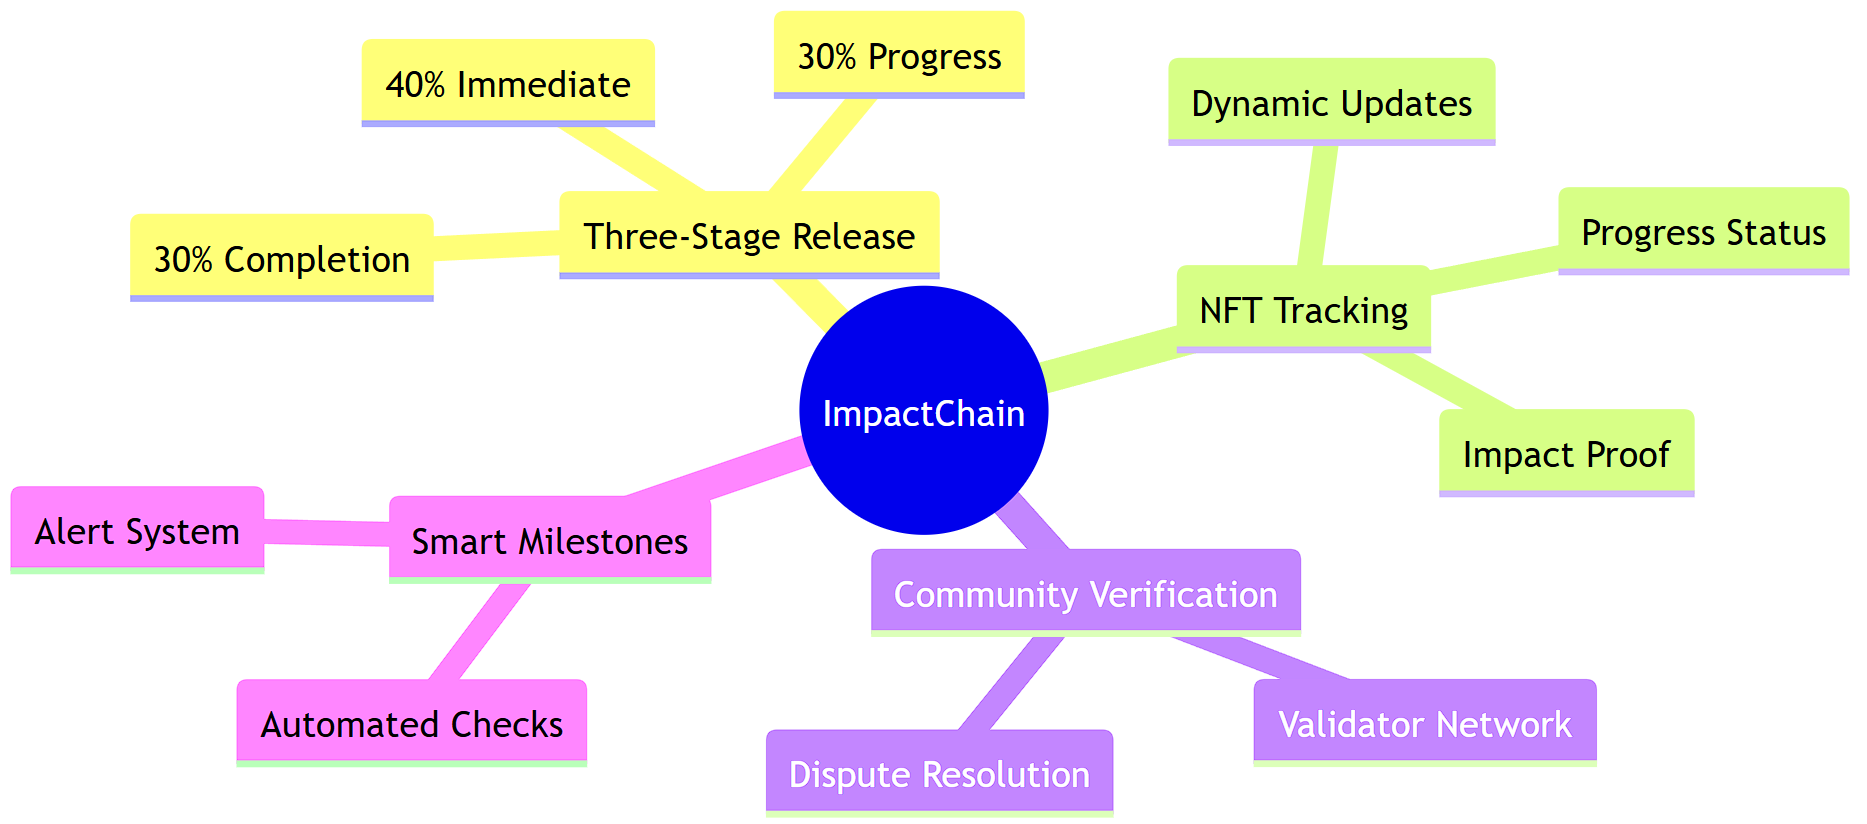 30% Progress
40% Immediate
Dynamic Updates
Three-Stage Release
Progress Status
30% Completion
NFT Tracking
ImpactChain
Impact Proof
Alert System
Smart Milestones
Community Verification
Automated Checks
Validator Network
Dispute Resolution